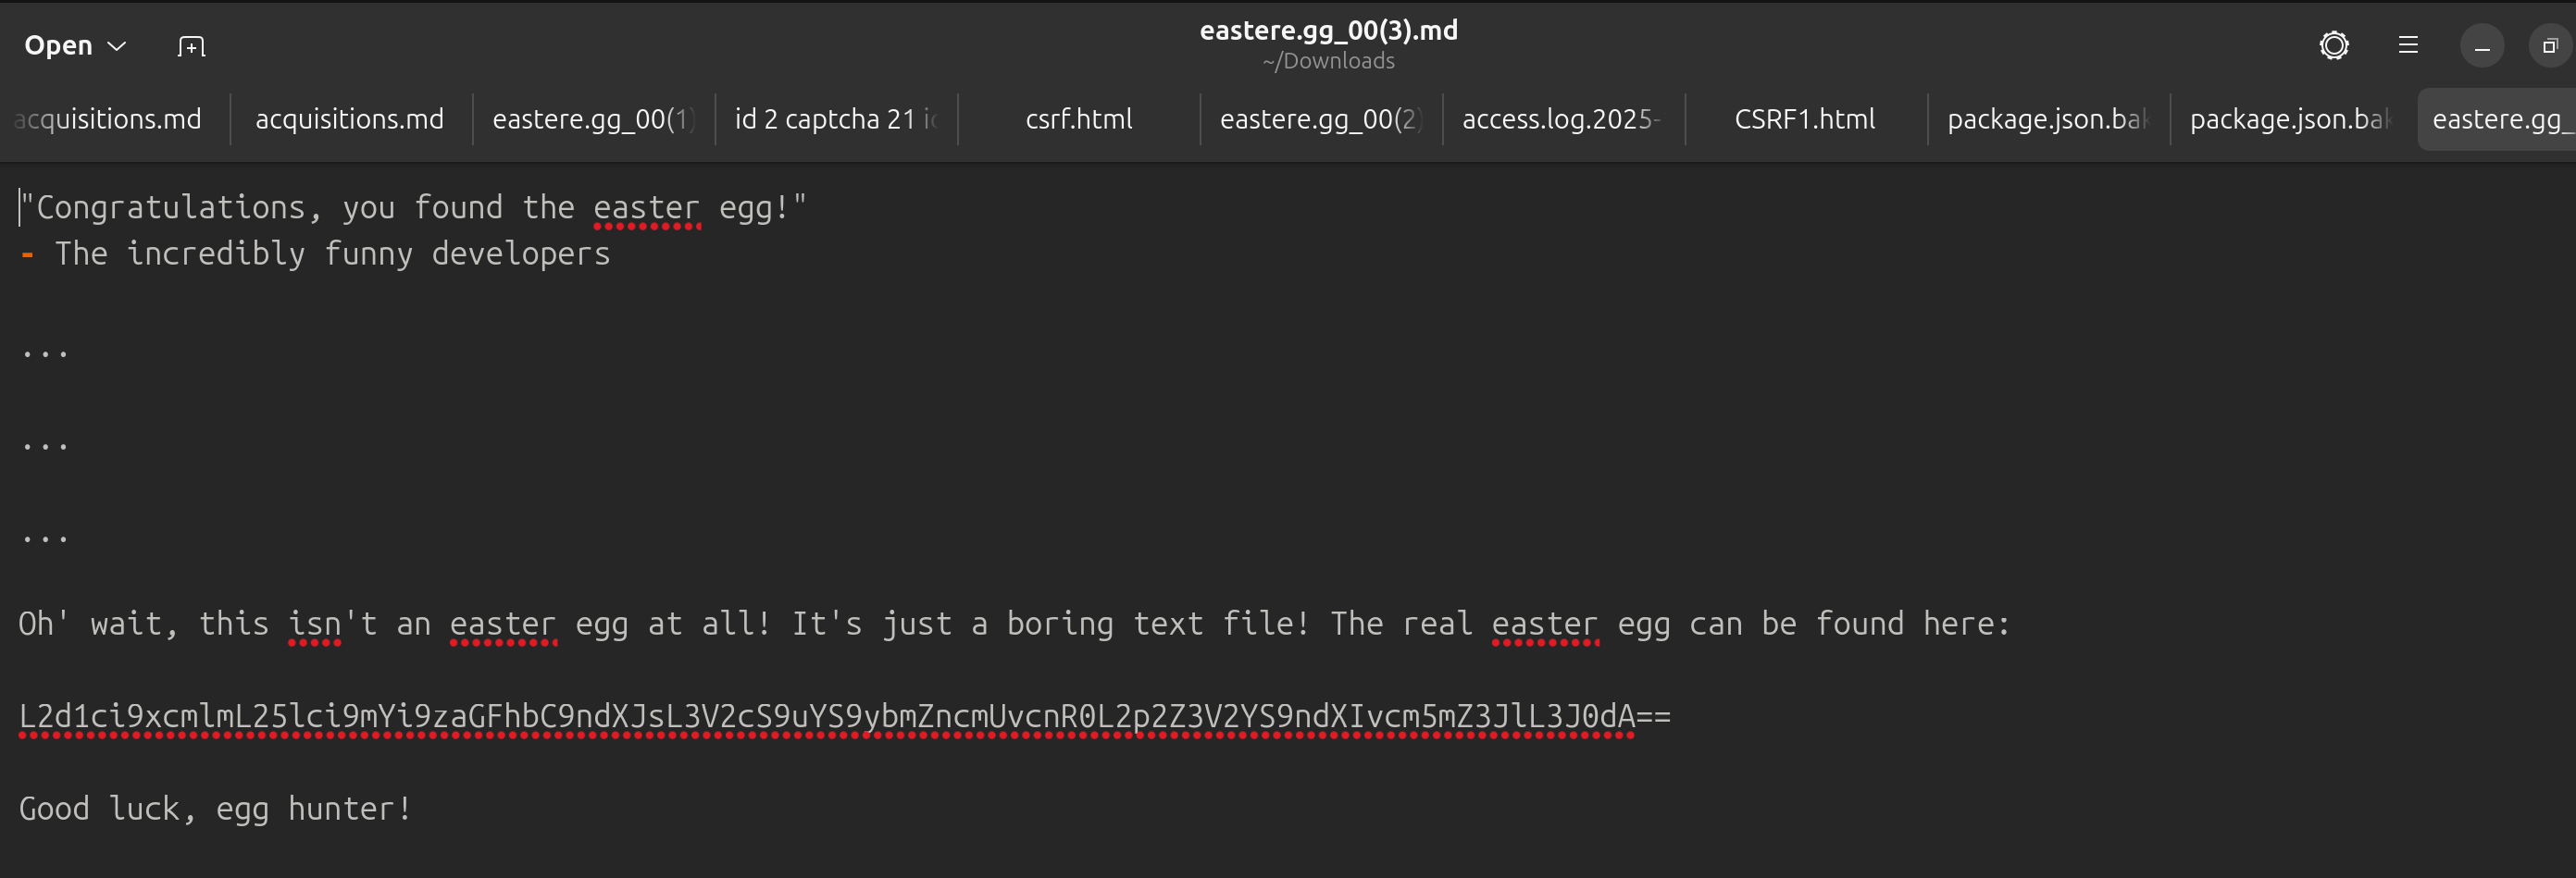 eastere.gg_00(3).md
Open
~/Downloads
acquisitions.md acquisitions.md eastere.gg_00(1) id 2 captcha 21 csrf.html eastere.gg_00(2) access.log.2025- CSRF1.html package.json.bak package.json.bak eastere.gg_
"Congratulations, you found the easter egg!"
- The incredibly funny developers
...
...
...
Oh' wait, this isn't an easter egg at all! It's just a boring text file! The real easter egg can be found here:
L2d1ci9xcmlmL25lci9mYi9zaGFhbC9ndXJsL3V2cS9uYS9ybmZncmUvcnR0L2p2Z3V2YS9ndXIvcm5mZ3JlL3J0dA==
Good luck, egg hunter!